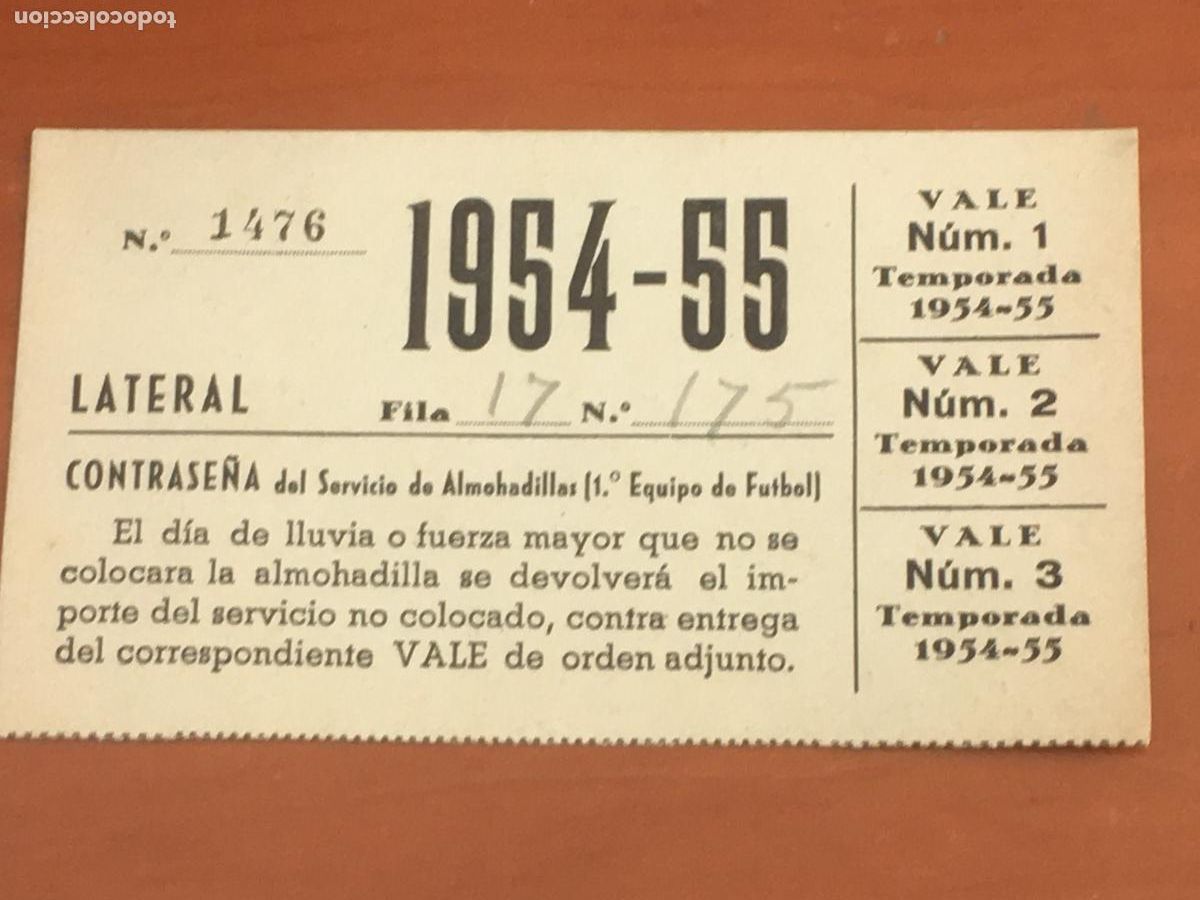 todocoleccion
N.º 1476
1954-55
LATERAL Fila 17 N.º 175
CONTRASEÑA del Servicio de Almohadillas (1.º Equipo de Futbol)
El día de lluvia o fuerza mayor que no se
colocara la almohadilla se devolverá el im-
porte del servicio no colocado, contra entrega
del correspondiente VALE de orden adjunto.
VALE
Núm. 1
Temporada
1954-55
VALE
Núm. 2
Temporada
1954-55
VALE
Núm. 3
Temporada
1954-55